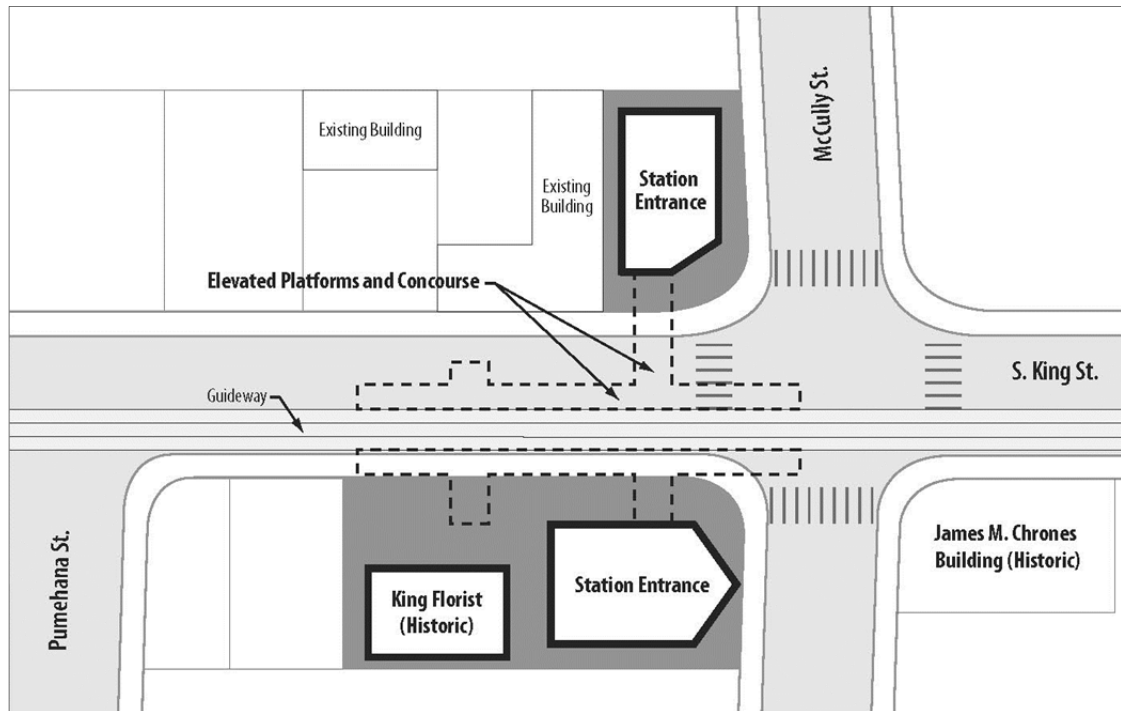 McCully St.
Existing Building
Station
Entrance
Existing
Building
Elevated Platforms and Concourse
S. King St.
Guideway
Pumehana St.
King Florist
(Historic)
Station Entrance
James M. Chrones
Building (Historic)